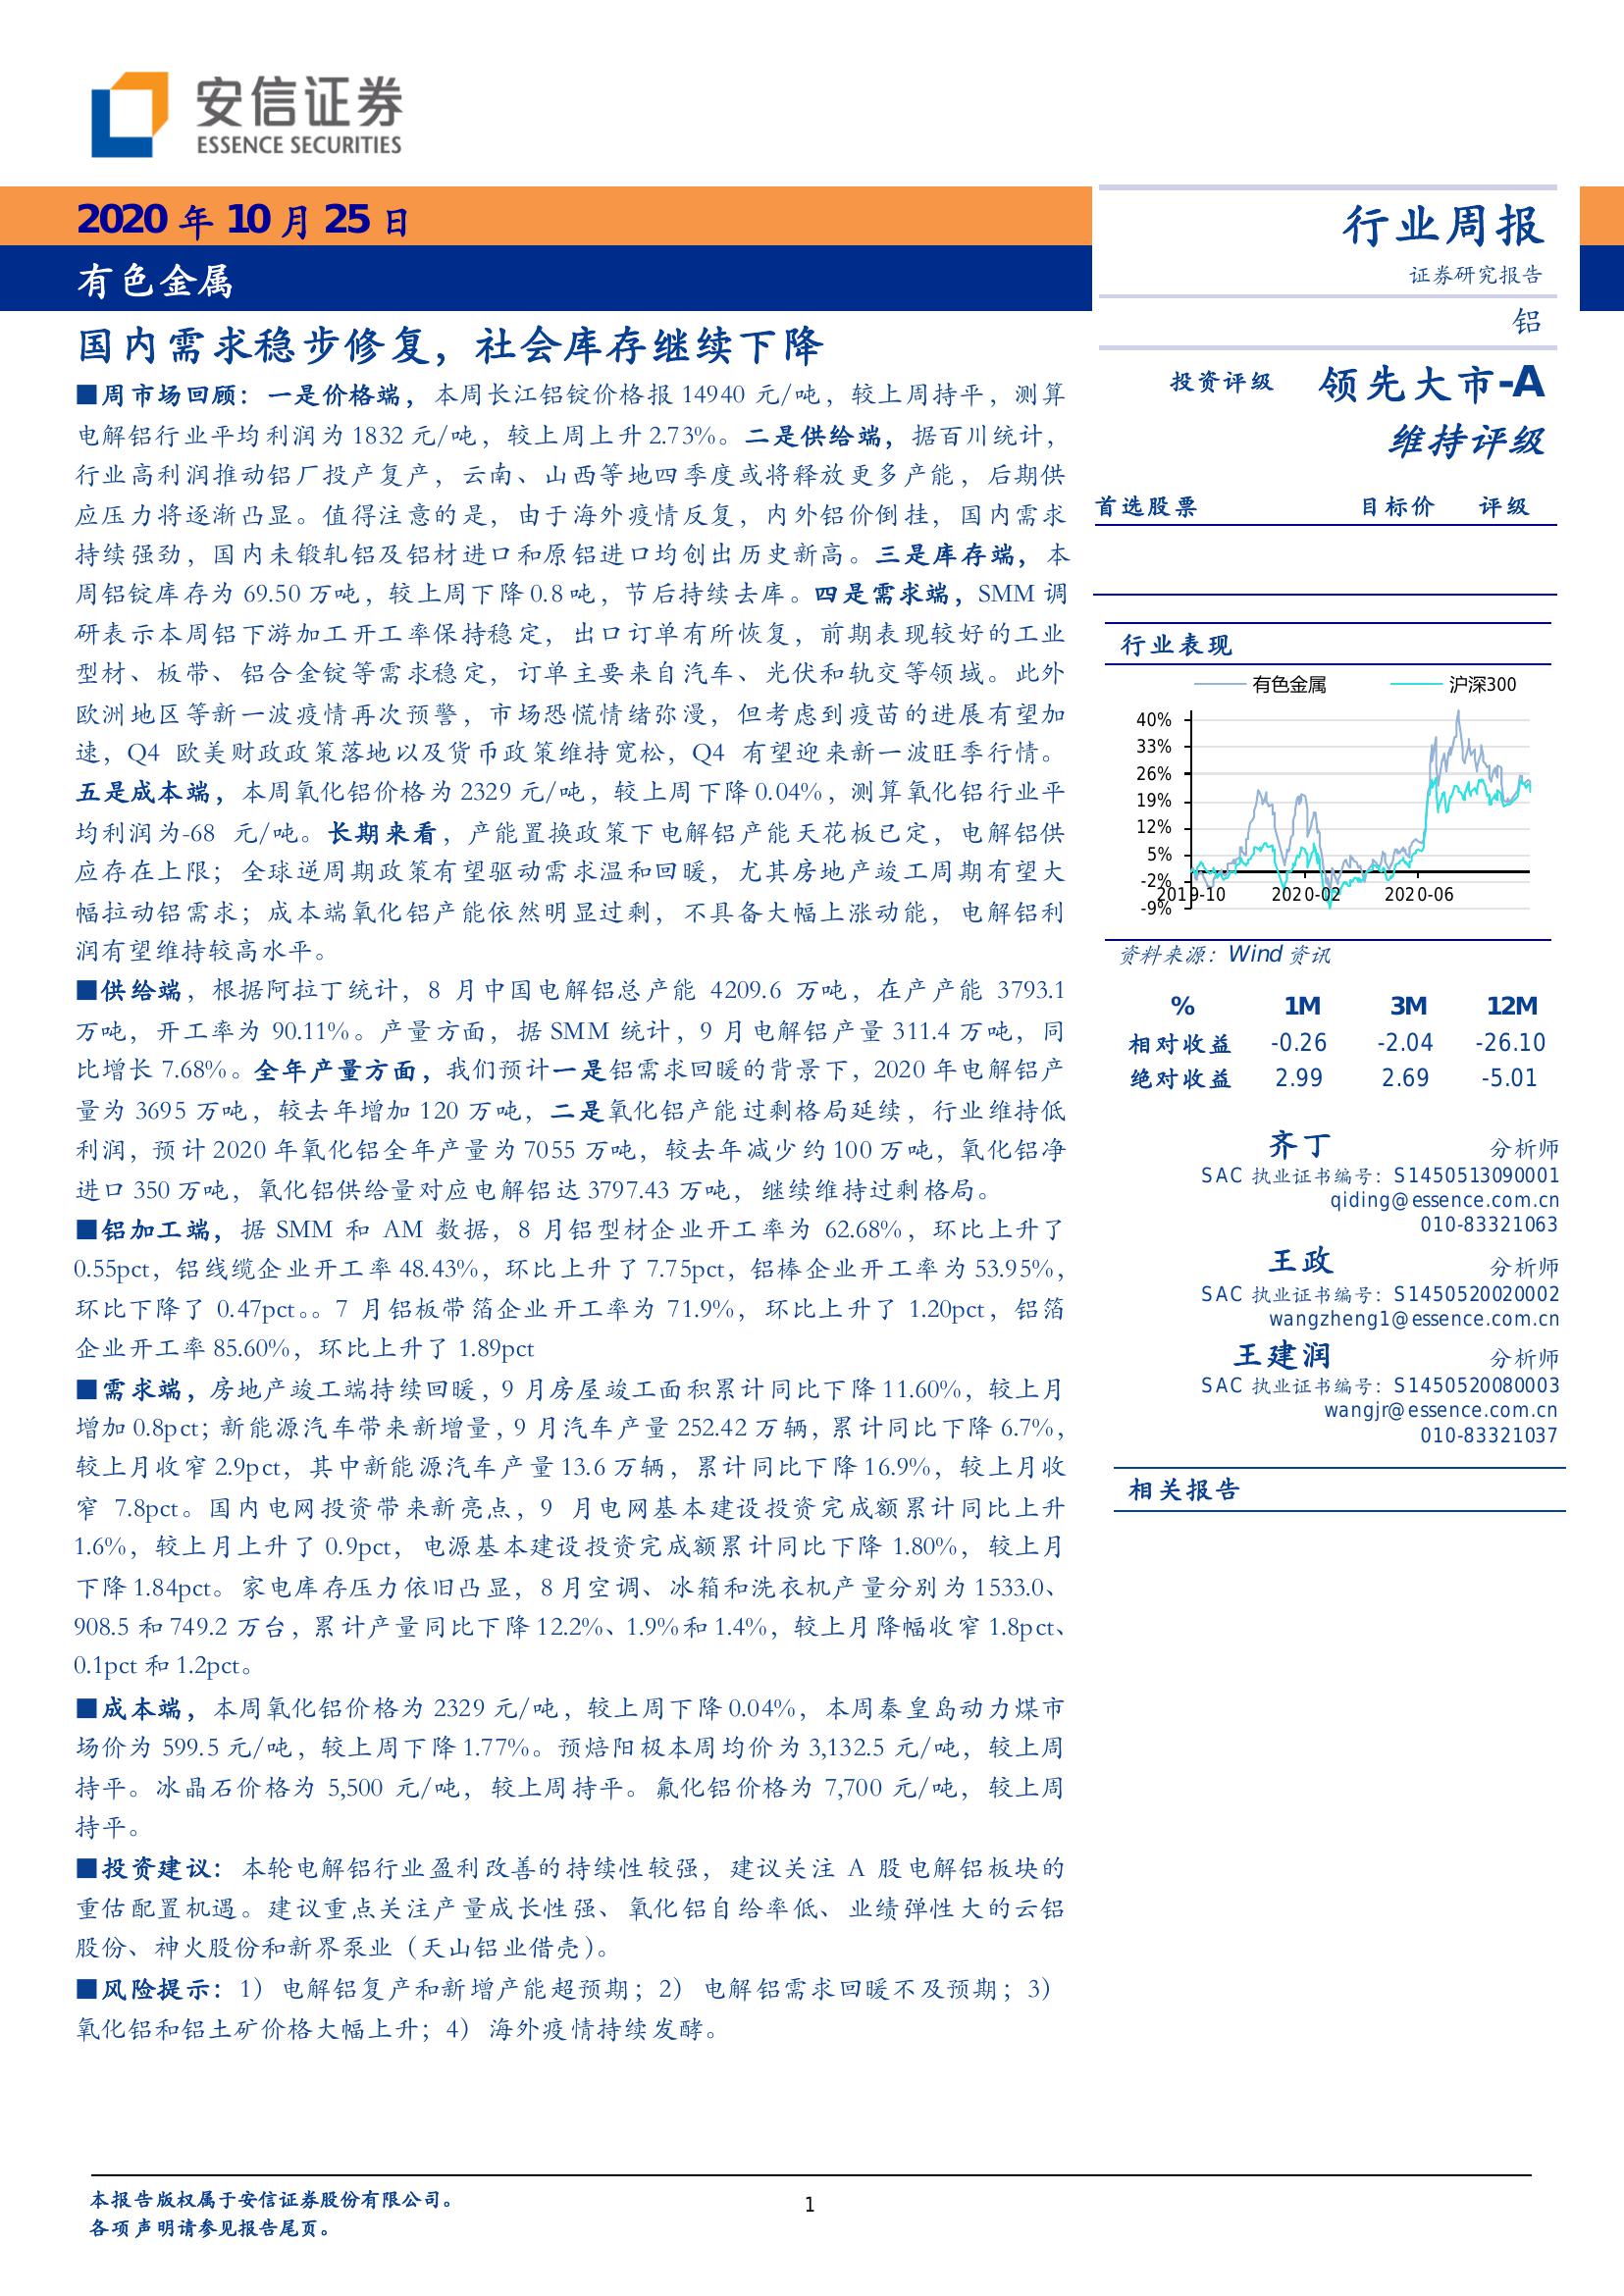 安信证券
ESSENCE SECURITIES
2020 年 10 月 25 日
有色金属
国内需求稳步修复，社会库存继续下降
■周市场回顾：一是价格端，本周长江铝锭价格报 14940 元/吨，较上周持平，测算
电解铝行业平均利润为 1832 元/吨，较上周上升 2.73%。二是供给端，据百川统计，
行业高利润推动铝厂投产复产，云南、山西等地四季度或将释放更多产能，后期供
应压力将逐渐凸显。值得注意的是，由于海外疫情反复，内外铝价倒挂，国内需求
持续强劲，国内未锻轧铝及铝材进口和原铝进口均创出历史新高。三是库存端，本
周铝锭库存为 69.50 万吨，较上周下降 0.8 吨，节后持续去库。四是需求端，SMM 调
研表示本周铝下游加工开工率保持稳定，出口订单有所恢复，前期表现较好的工业
型材、板带、铝合金锭等需求稳定，订单主要来自汽车、光伏和轨交等领域。此外
欧洲地区等新一波疫情再次预警，市场恐慌情绪弥漫，但考虑到疫苗的进展有望加
速，Q4 欧美财政政策落地以及货币政策维持宽松，Q4 有望迎来新一波旺季行情。
五是成本端，本周氧化铝价格为 2329 元/吨，较上周下降 0.04%，测算氧化铝行业平
均利润为-68 元/吨。长期来看，产能置换政策下电解铝产能天花板已定，电解铝供
应存在上限；全球逆周期政策有望驱动需求温和回暖，尤其房地产竣工周期有望大
幅拉动铝需求；成本端氧化铝产能依然明显过剩，不具备大幅上涨动能，电解铝利
润有望维持较高水平。
■供给端，根据阿拉丁统计，8 月中国电解铝总产能 4209.6 万吨，在产产能 3793.1
万吨，开工率为 90.11%。产量方面，据 SMM 统计，9 月电解铝产量 311.4 万吨，同
比增长 7.68%。全年产量方面，我们预计一是铝需求回暖的背景下，2020 年电解铝产
量为 3695 万吨，较去年增加 120 万吨，二是氧化铝产能过剩格局延续，行业维持低
利润，预计 2020 年氧化铝全年产量为 7055 万吨，较去年减少约 100 万吨，氧化铝净
进口 350 万吨，氧化铝供给量对应电解铝达 3797.43 万吨，继续维持过剩格局。
■铝加工端，据 SMM 和 AM 数据，8 月铝型材企业开工率为 62.68%，环比上升了
0.55pct，铝线缆企业开工率 48.43%，环比上升了 7.75pct，铝棒企业开工率为 53.95%，
环比下降了 0.47pct。。7 月铝板带箔企业开工率为 71.9%，环比上升了 1.20pct，铝箔
企业开工率 85.60%，环比上升了 1.89pct
■需求端，房地产竣工端持续回暖，9 月房屋竣工面积累计同比下降 11.60%，较上月
增加 0.8pct；新能源汽车带来新增量，9 月汽车产量 252.42 万辆，累计同比下降 6.7%，
较上月收窄 2.9pct，其中新能源汽车产量 13.6 万辆，累计同比下降 16.9%，较上月收
窄 7.8pct。国内电网投资带来新亮点，9 月电网基本建设投资完成额累计同比上升
1.6%，较上月上升了 0.9pct，电源基本建设投资完成额累计同比下降 1.80%，较上月
下降 1.84pct。家电库存压力依旧凸显，8 月空调、冰箱和洗衣机产量分别为 1533.0、
908.5 和 749.2 万台，累计产量同比下降 12.2%、1.9%和 1.4%，较上月降幅收窄 1.8pct、
0.1pct 和 1.2pct。
■成本端，本周氧化铝价格为 2329 元/吨，较上周下降 0.04%，本周秦皇岛动力煤市
场价为 599.5 元/吨，较上周下降 1.77%。预焙阳极本周均价为 3,132.5 元/吨，较上周
持平。冰晶石价格为 5,500 元/吨，较上周持平。氟化铝价格为 7,700 元/吨，较上周
持平。
■投资建议：本轮电解铝行业盈利改善的持续性较强，建议关注 A 股电解铝板块的
重估配置机遇。建议重点关注产量成长性强、氧化铝自给率低、业绩弹性大的云铝
股份、神火股份和新界泵业（天山铝业借壳）。
■风险提示：1）电解铝复产和新增产能超预期；2）电解铝需求回暖不及预期；3）
氧化铝和铝土矿价格大幅上升；4）海外疫情持续发酵。
行业周报
证券研究报告
铝
投资评级 领先大市-A
维持评级
首选股票 目标价 评级
行业表现
有色金属 沪深300
40%
33%
26%
19%
12%
5%
-2%
-9%
2019-10 2020-02 2020-06
资料来源：Wind 资讯
% 1M 3M 12M
相对收益 -0.26 -2.04 -26.10
绝对收益 2.99 2.69 -5.01
齐丁 分析师
SAC 执业证书编号：S1450513090001
qiding@essence.com.cn
010-83321063
王政 分析师
SAC 执业证书编号：S1450520020002
wangzheng1@essence.com.cn
王建润 分析师
SAC 执业证书编号：S1450520080003
wangjr@essence.com.cn
010-83321037
相关报告
本报告版权属于安信证券股份有限公司。
各项声明请参见报告尾页。
1